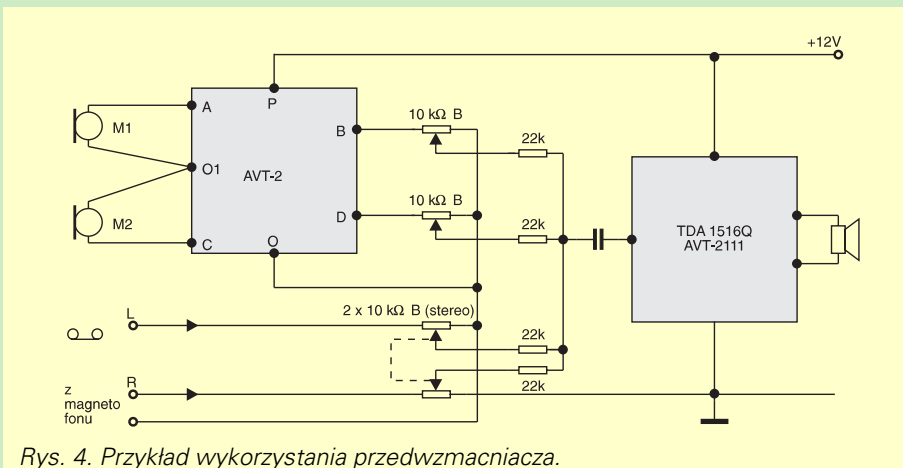 +12V
P
A
M1
O1
M2
C
AVT-2
B
D
O
10 kΩ B
22k
10 kΩ B
22k
TDA 1516Q
AVT-2111
L
2 x 10 kΩ B (stereo)
22k
R
22k
z
magneto
fonu
Rys. 4. Przykład wykorzystania przedwzmacniacza.